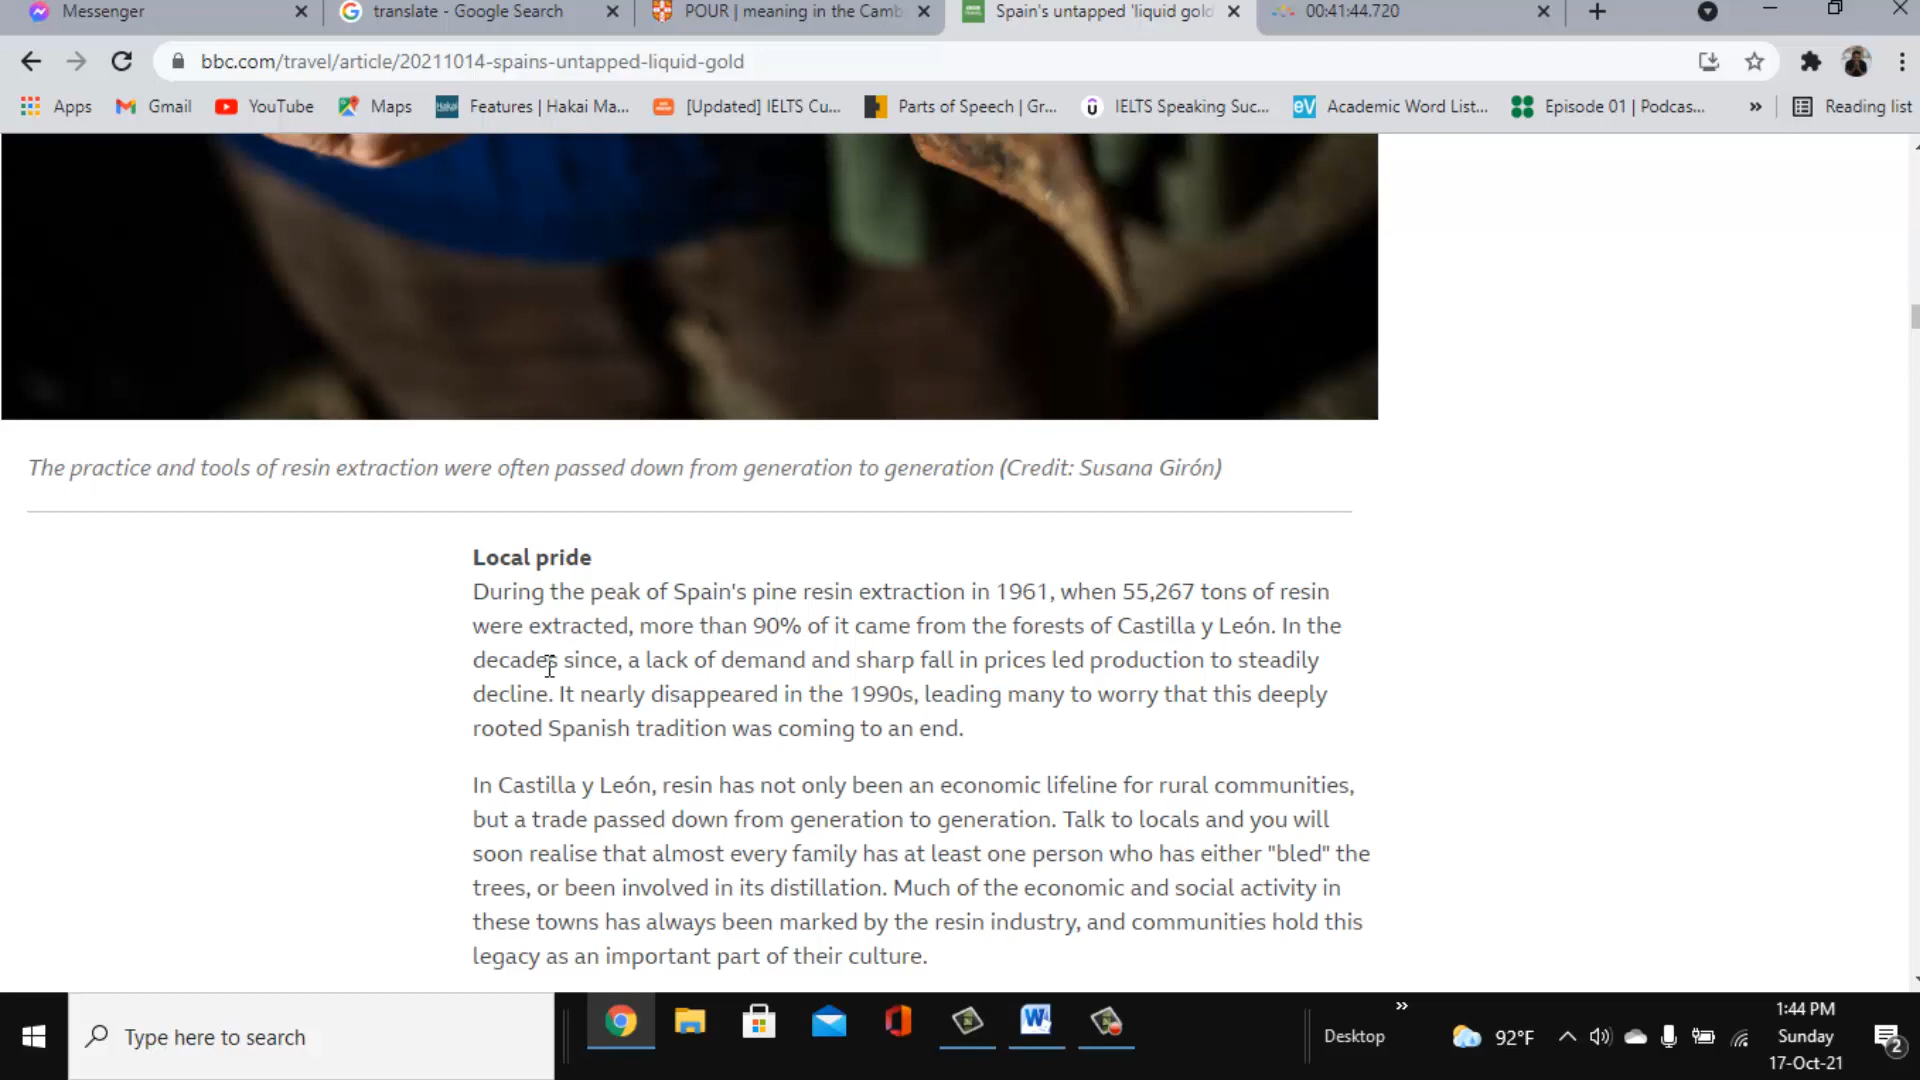 Messenger
translate - Google Search
POUR | meaning in the Camb
Spain's untapped 'liquid gold
00:41:44.720
bbc.com/travel/article/20211014-spains-untapped-liquid-gold
Apps
Gmail
YouTube
Maps
Hakai
Features | Hakai Ma...
[Updated] IELTS Cu...
Parts of Speech | Gr...
IELTS Speaking Suc...
eV
Academic Word List...
Episode 01 | Podcas...
»
Reading list
The practice and tools of resin extraction were often passed down from generation to generation (Credit: Susana Girón)
Local pride
During the peak of Spain's pine resin extraction in 1961, when 55,267 tons of resin
were extracted, more than 90% of it came from the forests of Castilla y León. In the
decades since, a lack of demand and sharp fall in prices led production to steadily
decline. It nearly disappeared in the 1990s, leading many to worry that this deeply
rooted Spanish tradition was coming to an end.
In Castilla y León, resin has not only been an economic lifeline for rural communities,
but a trade passed down from generation to generation. Talk to locals and you will
soon realise that almost every family has at least one person who has either "bled" the
trees, or been involved in its distillation. Much of the economic and social activity in
these towns has always been marked by the resin industry, and communities hold this
legacy as an important part of their culture.
Type here to search
W
Desktop
»
92°F
1:44 PM
Sunday
17-Oct-21
2